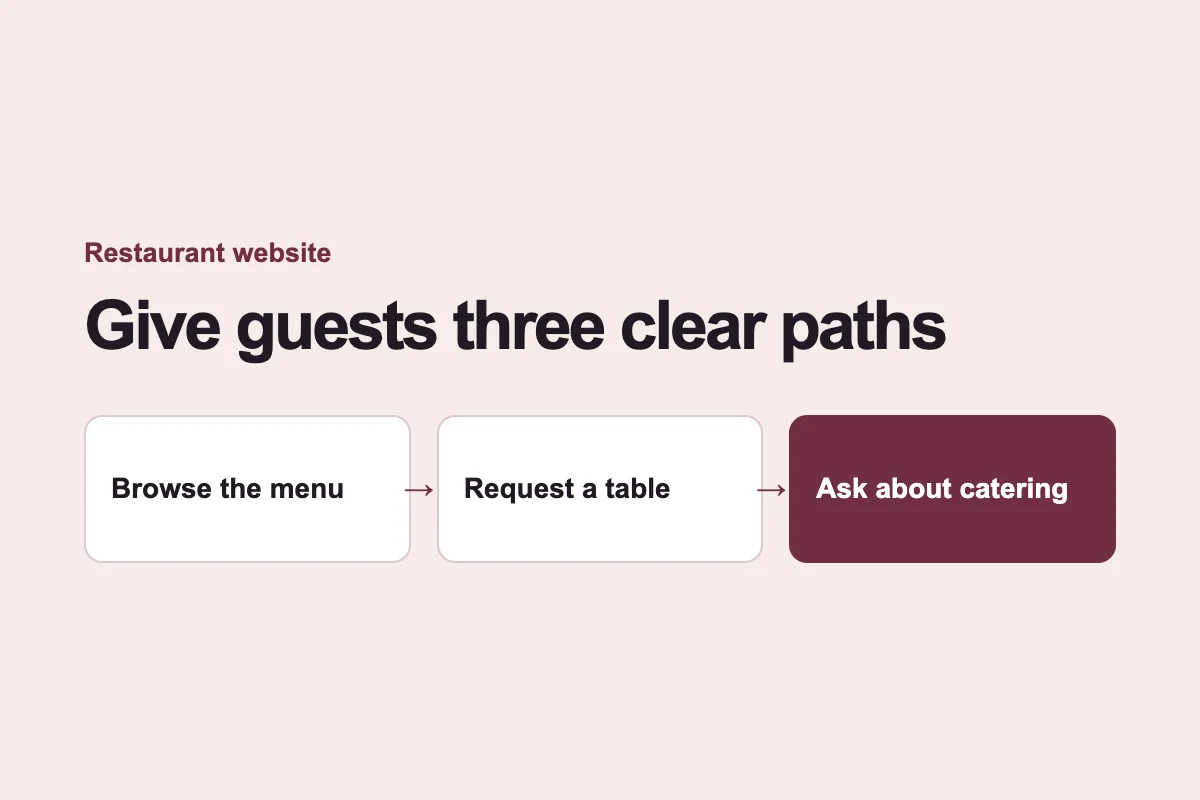 Restaurant website
Give guests three clear paths
Browse the menu → Request a table → Ask about catering